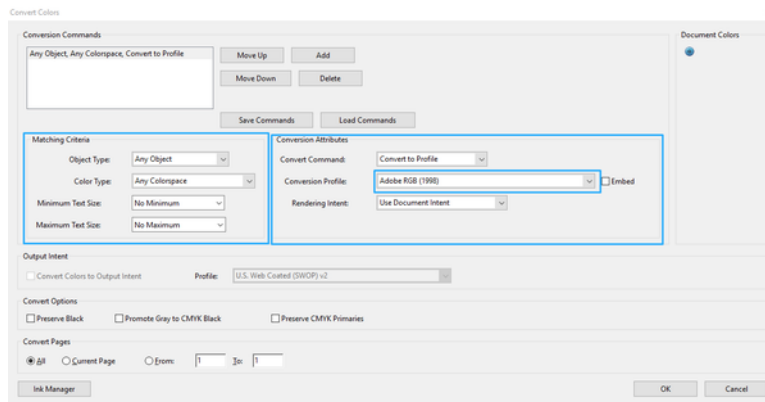 Convert Colors
Conversion Commands
Document Colors
Any Object, Any Colorspace, Convert to Profile
Move Up
Add
Move Down
Delete
Save Commands
Load Commands
Matching Criteria
Object Type:
Any Object
Color Type:
Any Colorspace
Minimum Text Size:
No Minimum
Maximum Text Size:
No Maximum
Conversion Attributes
Convert Command:
Convert to Profile
Conversion Profile:
Adobe RGB (1998)
Embed
Rendering Intent:
Use Document Intent
Output Intent
Convert Colors to Output Intent
Profile:
U.S. Web Coated (SWOP) v2
Convert Options
Preserve Black
Promote Gray to CMYK Black
Preserve CMYK Primaries
Convert Pages
All
Current Page
From:
1
To:
1
Ink Manager
OK
Cancel